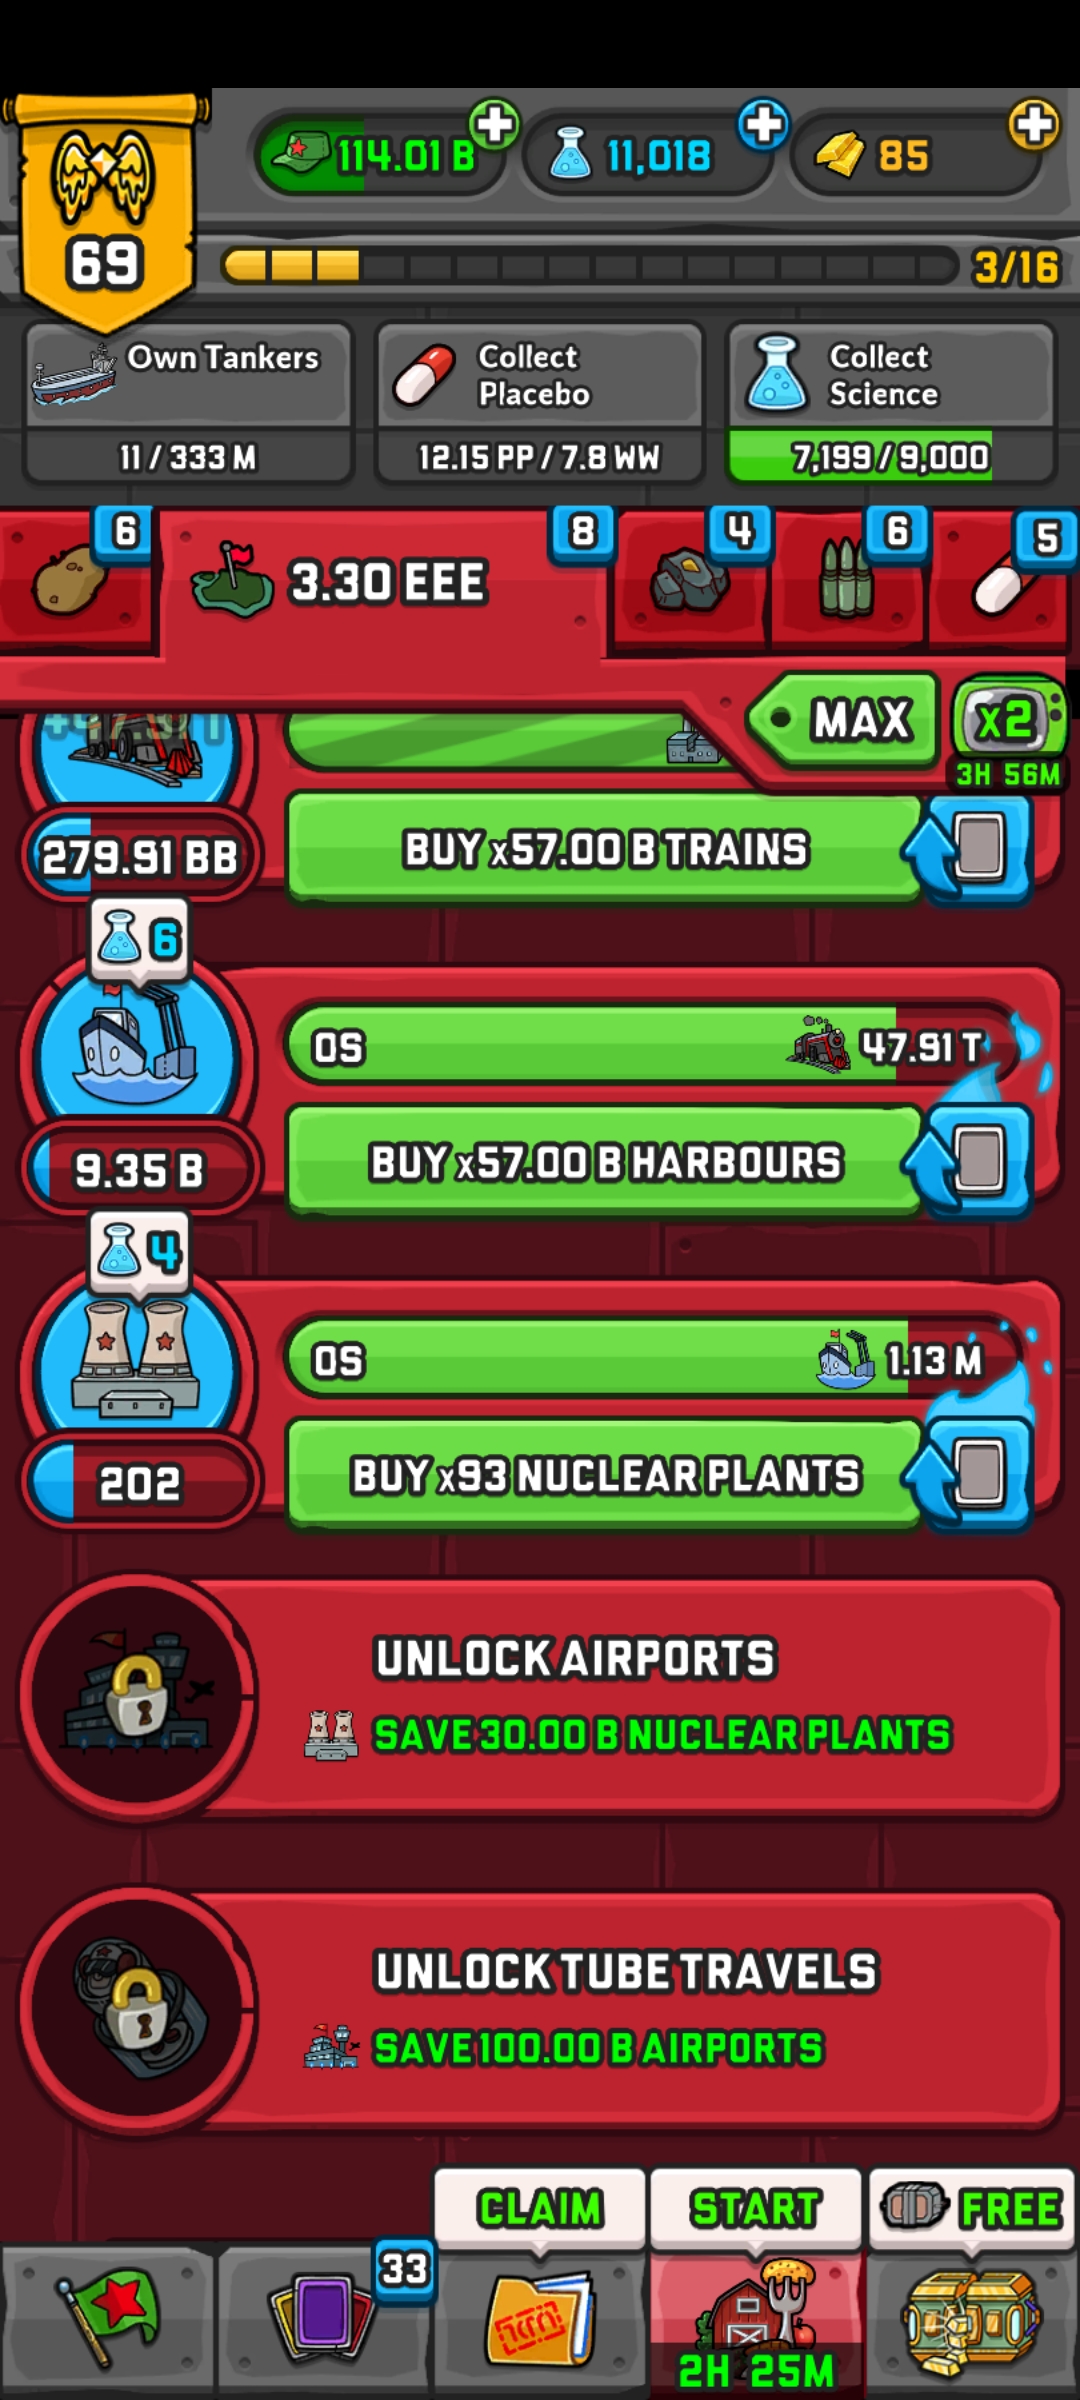 114.01 B
11,018
85
69
3/16
Own Tankers
Collect
Placebo
Collect
Science
11 / 333 M
12.15 PP / 7.8 WW
7,199 / 9,000
6
8
4
6
5
3.30 EEE
MAX
x2
3H 56M
279.91 BB
BUY x57.00 B TRAINS
6
0S
47.91 T
9.35 B
BUY x57.00 B HARBOURS
4
0S
1.13 M
202
BUY x93 NUCLEAR PLANTS
UNLOCK AIRPORTS
SAVE 30.00 B NUCLEAR PLANTS
UNLOCK TUBE TRAVELS
SAVE 100.00 B AIRPORTS
CLAIM
START
FREE
33
2H 25M